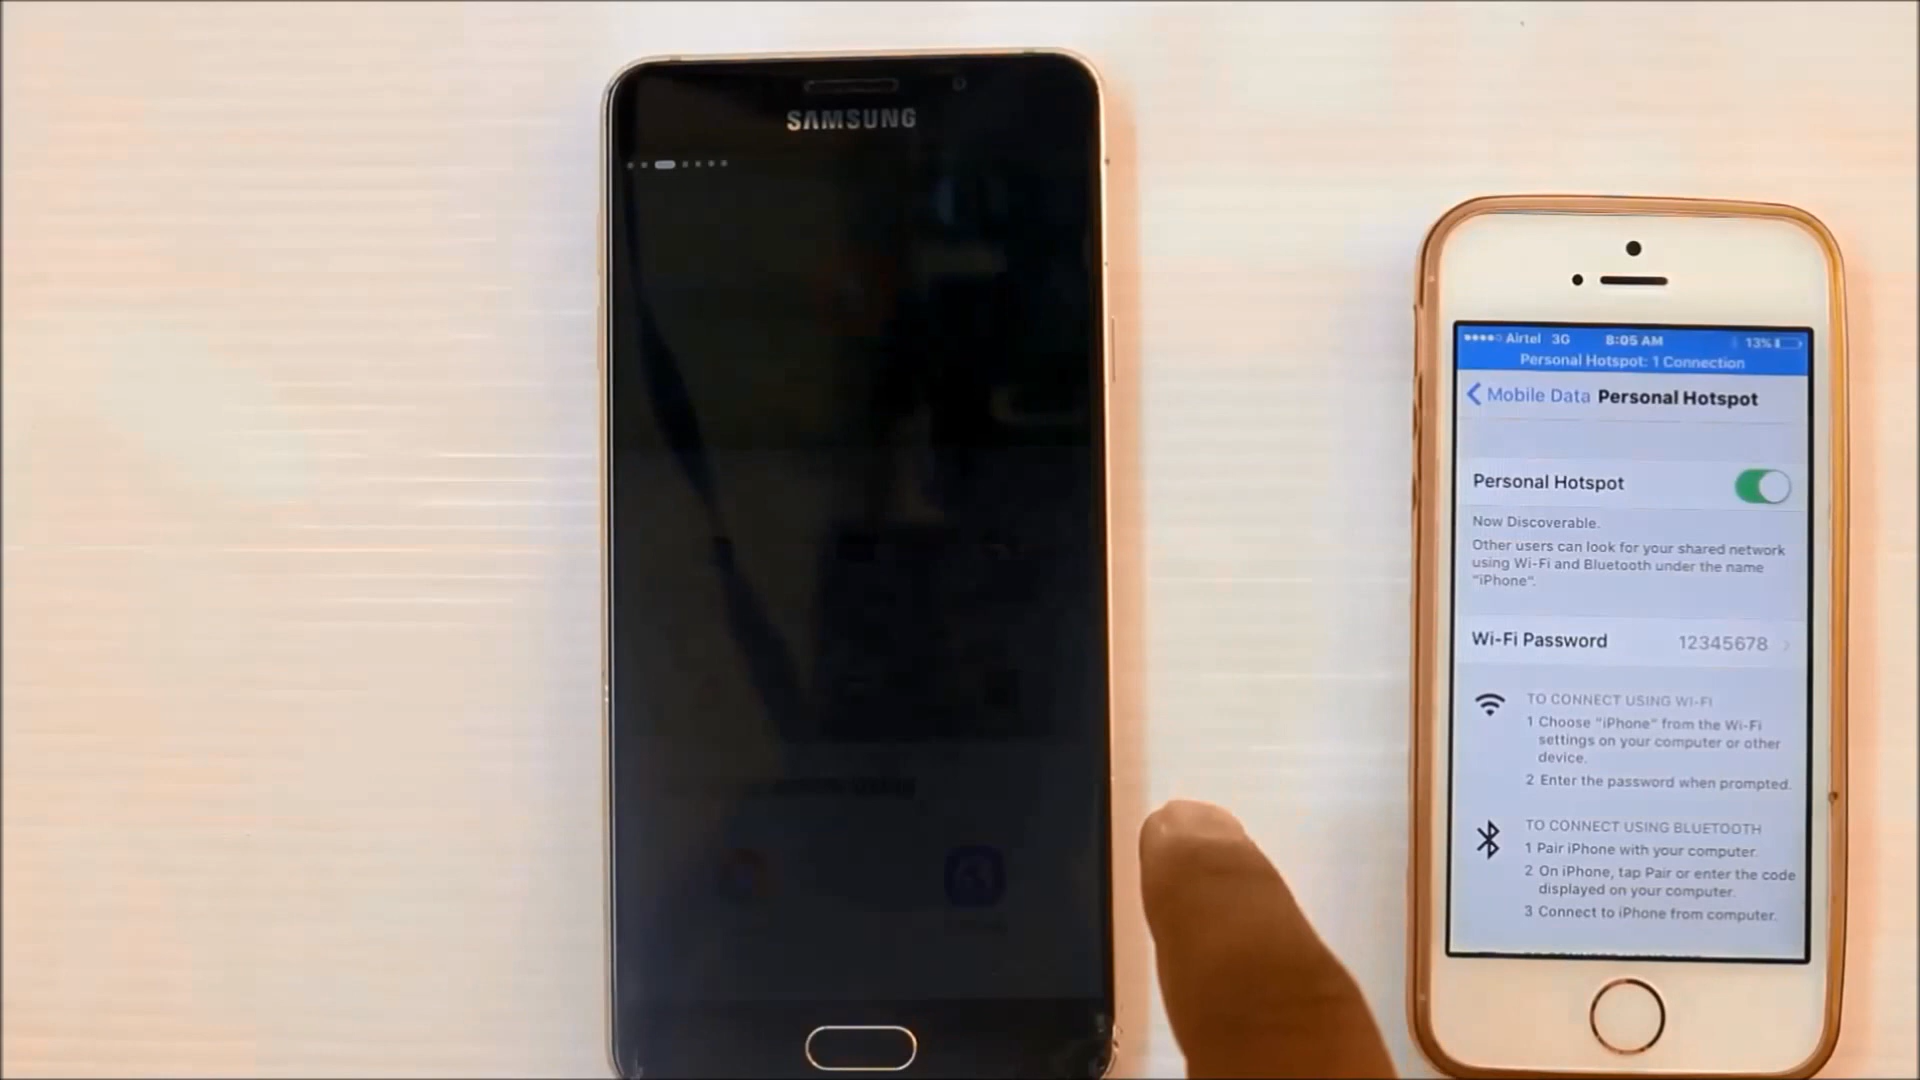 SAMSUNG
Airtel 3G 8:05 AM 13%
Personal Hotspot: 1 Connection
Mobile Data Personal Hotspot
Personal Hotspot
Now Discoverable.
Other users can look for your shared network
using Wi-Fi and Bluetooth under the name
"iPhone".
Wi-Fi Password 12345678
TO CONNECT USING WI-FI
1 Choose "iPhone" from the Wi-Fi
settings on your computer or other
device.
2 Enter the password when prompted.
TO CONNECT USING BLUETOOTH
1 Pair iPhone with your computer.
2 On iPhone, tap Pair or enter the code
displayed on your computer.
3 Connect to iPhone from computer.